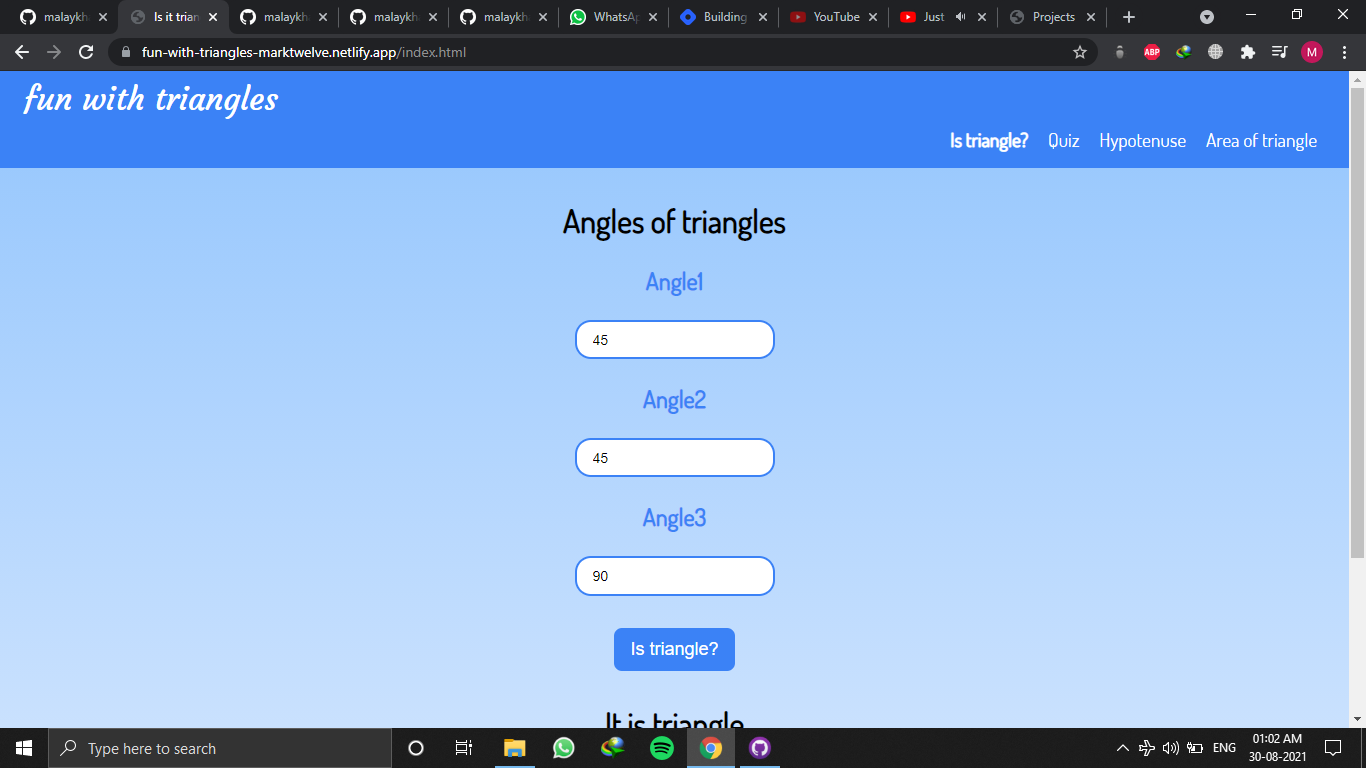 malaykh
Is it trian
malaykh
malaykh
malaykh
WhatsAp
Building
YouTube
Just
Projects
fun-with-triangles-marktwelve.netlify.app/index.html
ABP
M
fun with triangles
Is triangle? Quiz Hypotenuse Area of triangle
Angles of triangles
Angle1
45
Angle2
45
Angle3
90
Is triangle?
It is triangle
Type here to search
ENG
01:02 AM
30-08-2021